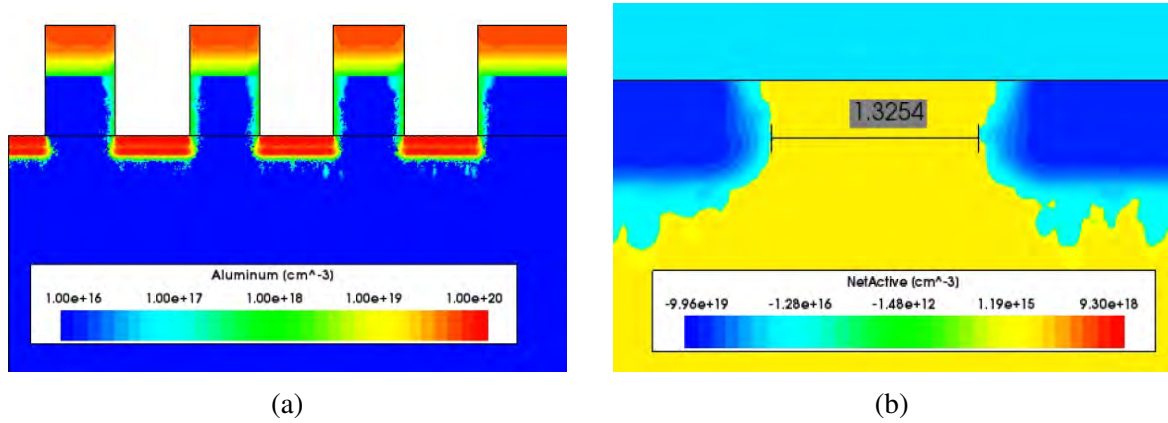 Aluminum (cm^-3)
1.00e+16 1.00e+17 1.00e+18 1.00e+19 1.00e+20
(a)
1.3254
NetActive (cm^-3)
-9.96e+19 -1.28e+16 -1.48e+12 1.19e+15 9.30e+18
(b)